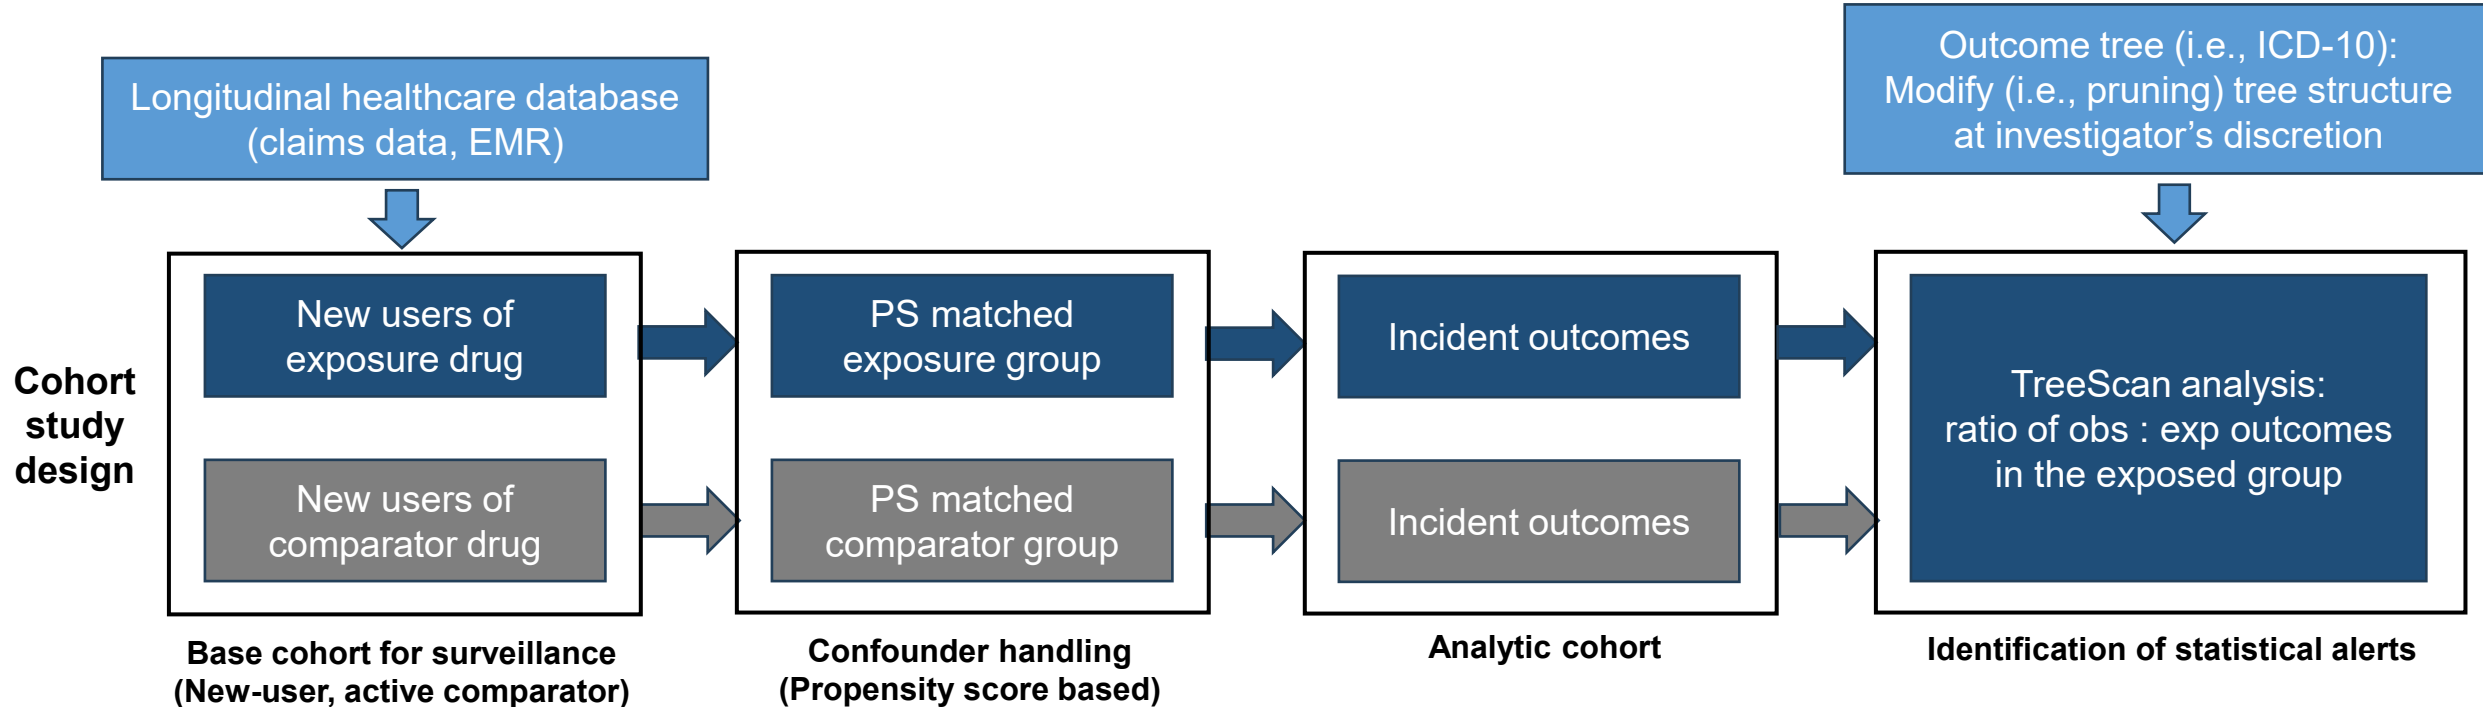 Longitudinal healthcare database
(claims data, EMR)
Outcome tree (i.e., ICD-10):
Modify (i.e., pruning) tree structure
at investigator’s discretion
Cohort
study
design
New users of
exposure drug
New users of
comparator drug
Base cohort for surveillance
(New-user, active comparator)
PS matched
exposure group
PS matched
comparator group
Confounder handling
(Propensity score based)
Incident outcomes
Incident outcomes
Analytic cohort
TreeScan analysis:
ratio of obs : exp outcomes
in the exposed group
Identification of statistical alerts